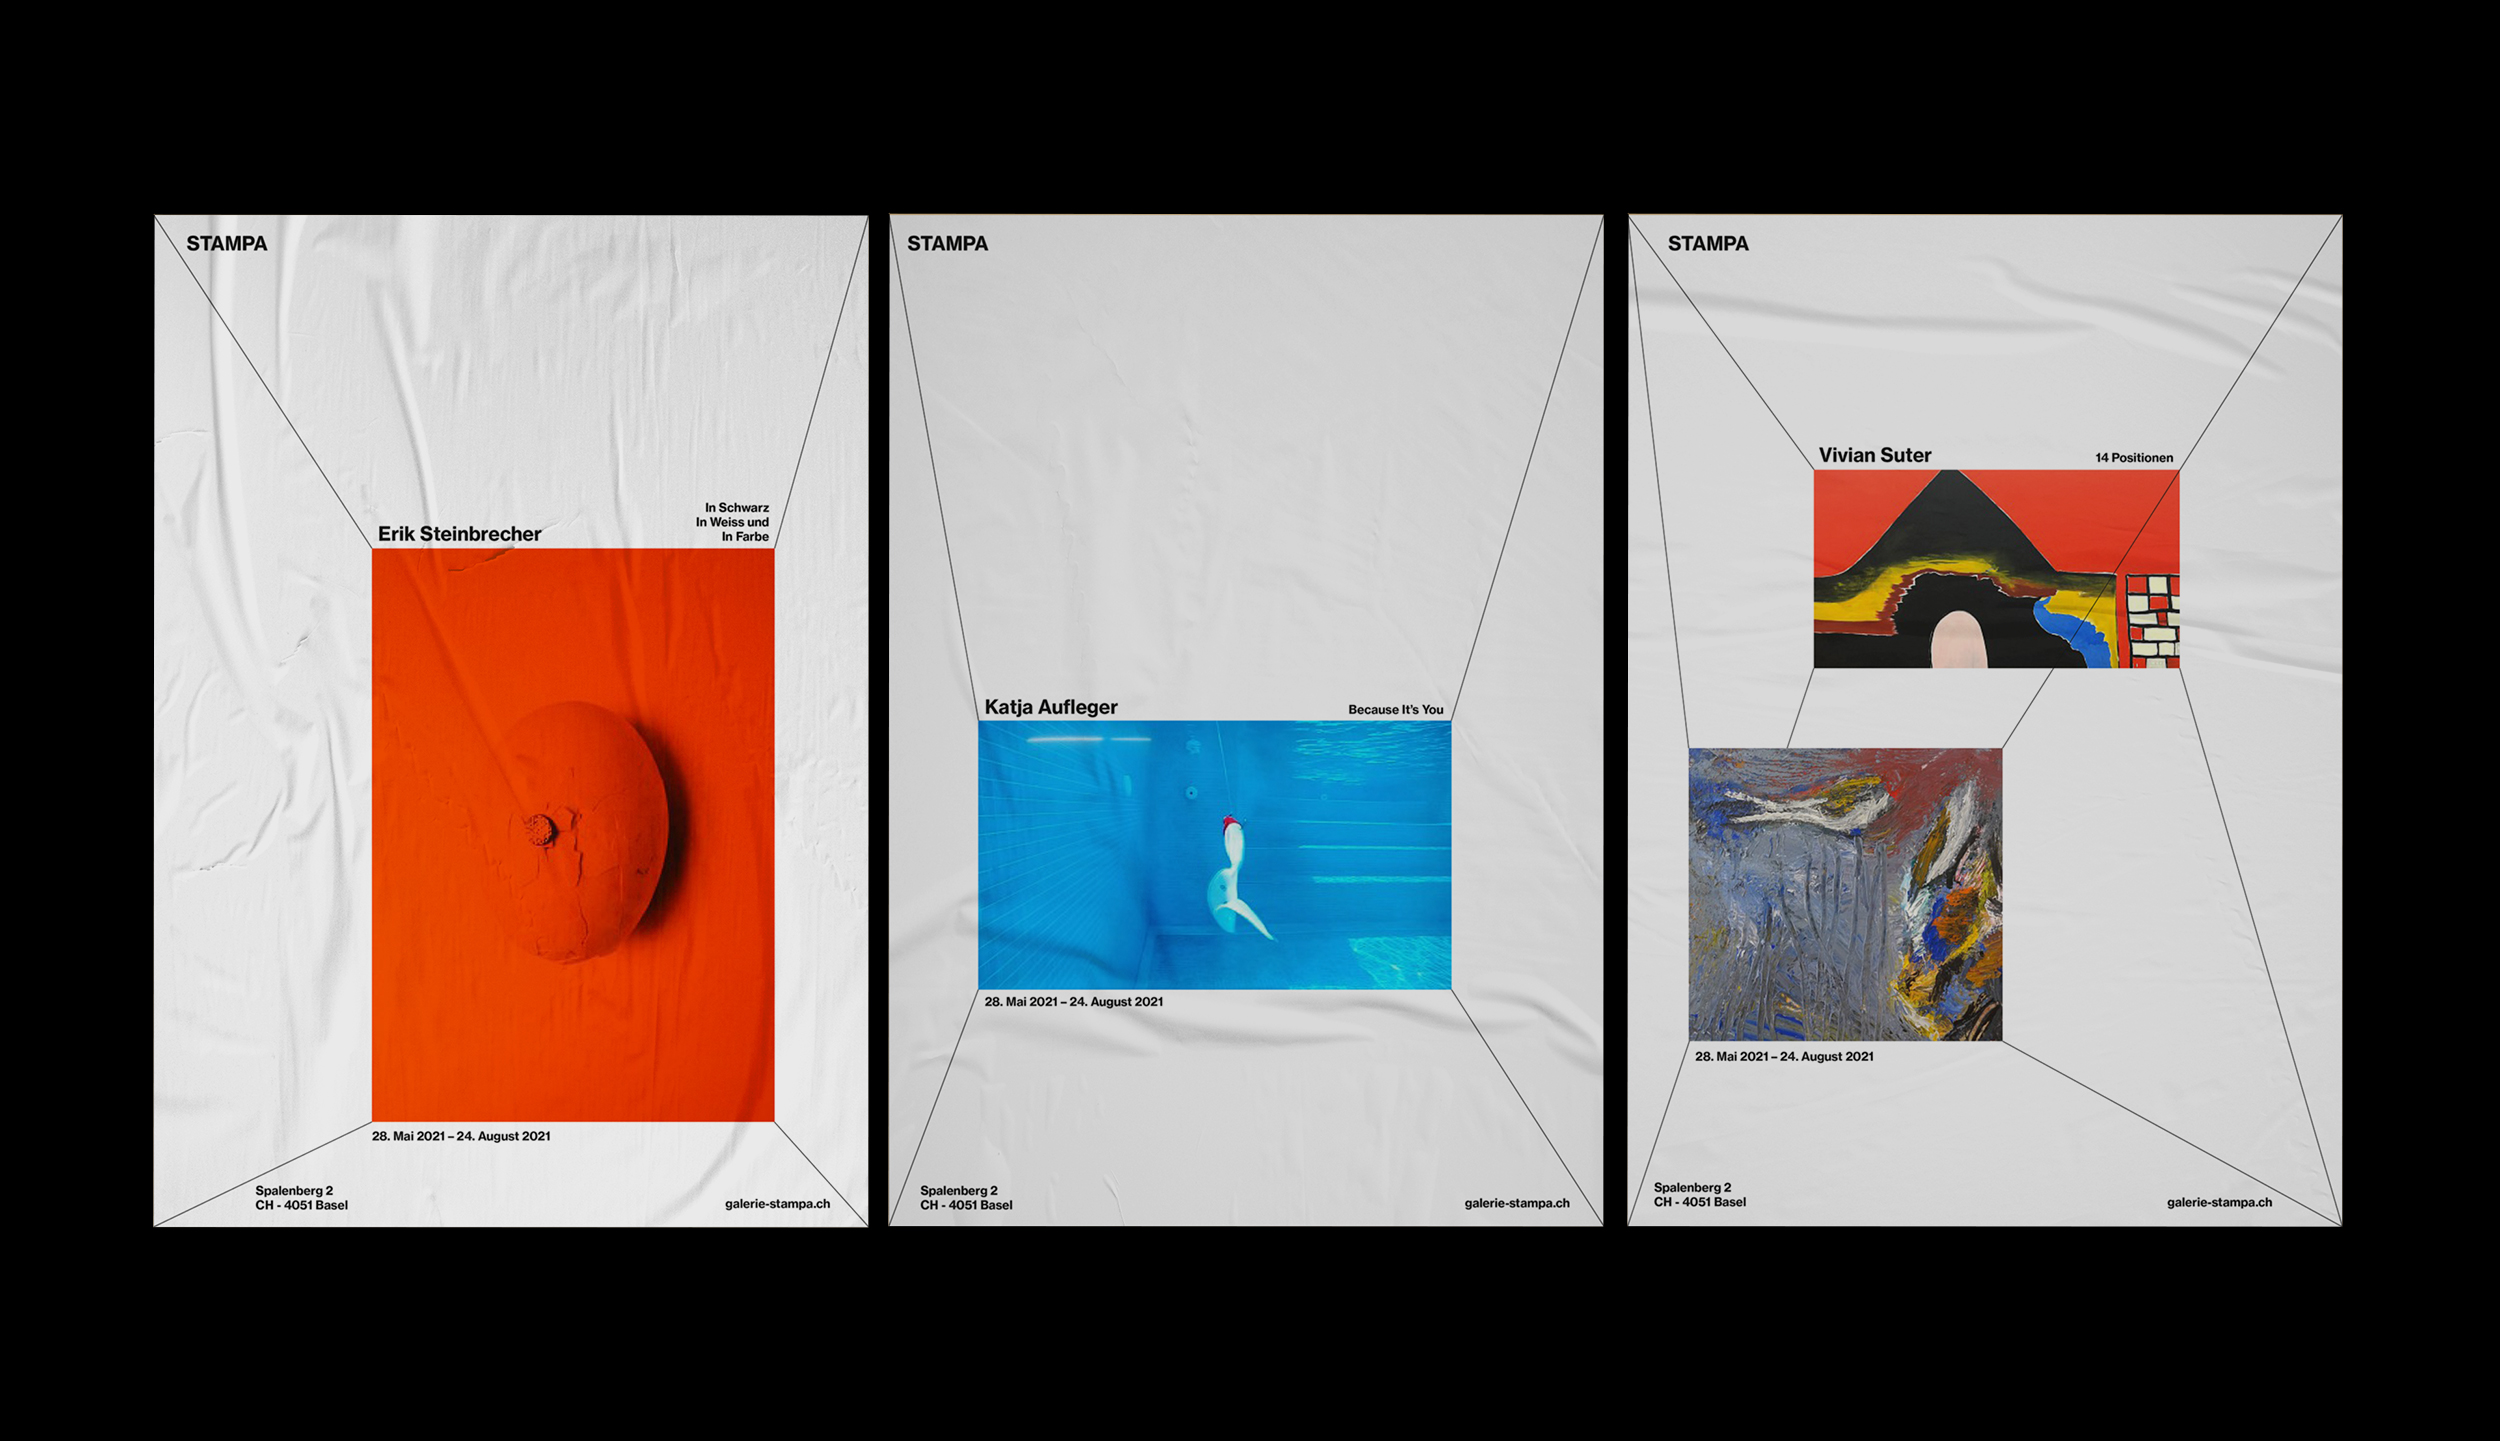 STAMPA
Erik Steinbrecher
In Schwarz
In Weiss und
In Farbe
28. Mai 2021 – 24. August 2021
Spalenberg 2
CH - 4051 Basel
galerie-stampa.ch
STAMPA
Katja Aufleger
Because It's You
28. Mai 2021 – 24. August 2021
Spalenberg 2
CH - 4051 Basel
galerie-stampa.ch
STAMPA
Vivian Suter
14 Positionen
28. Mai 2021 – 24. August 2021
Spalenberg 2
CH - 4051 Basel
galerie-stampa.ch